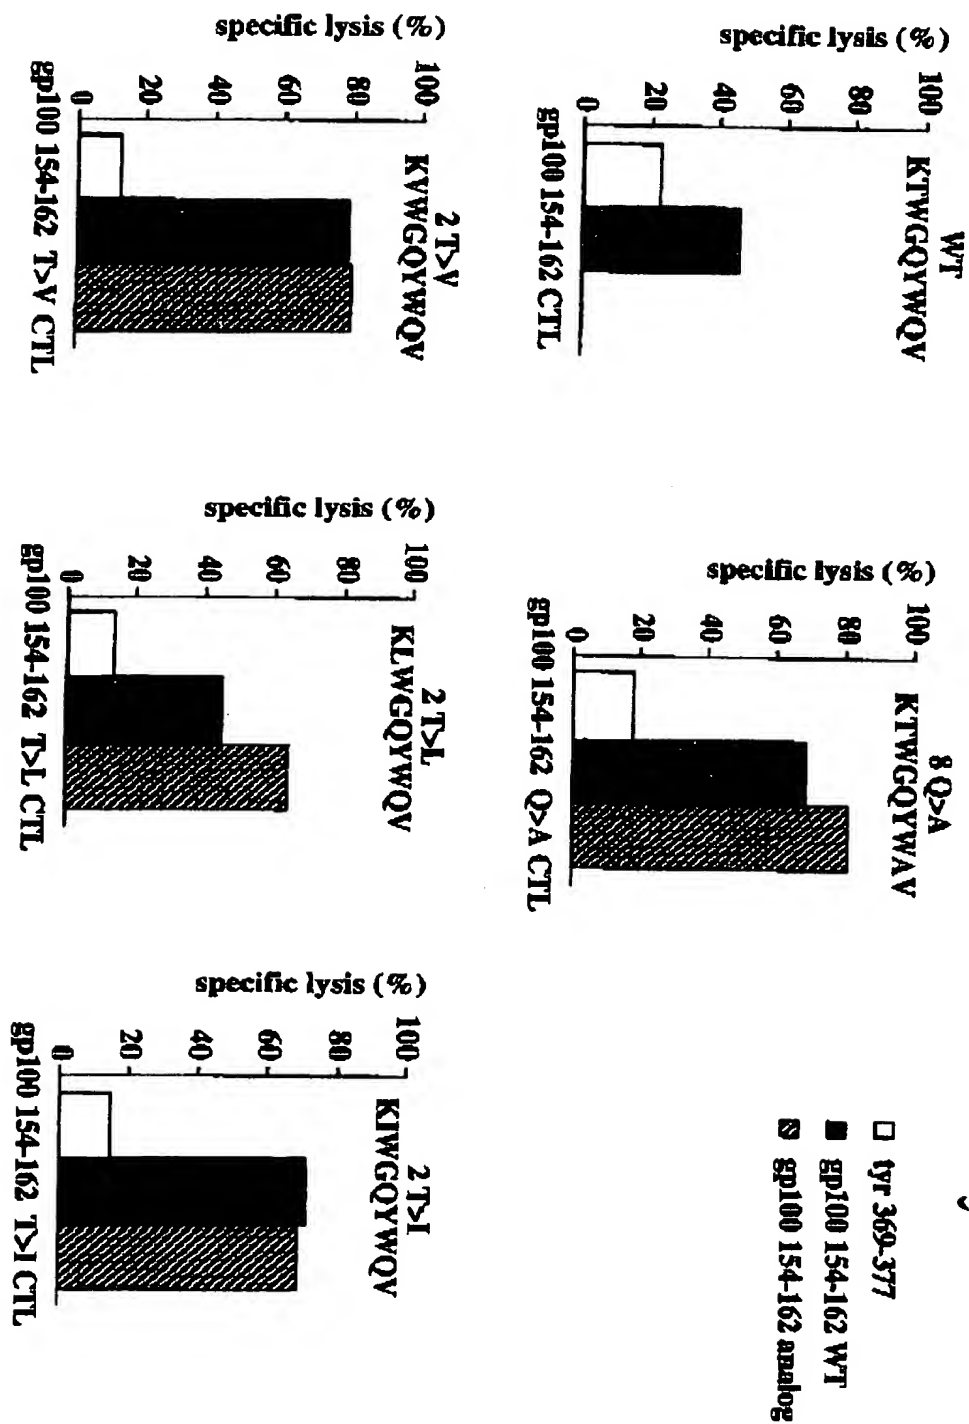 WT
KTWGQYWQV
specific lysis (%)
100
80
60
40
20
0
gp100 154-162 CTL
8 Q>A
KTWGQYWAV
specific lysis (%)
100
80
60
40
20
0
gp100 154-162 Q>A CTL
tyr 369-377
gp100 154-162 WT
gp100 154-162 analog
2 T>V
KVWGQYWQV
specific lysis (%)
100
80
60
40
20
0
gp100 154-162 T>V CTL
2 T>L
KLWGQYWQV
specific lysis (%)
100
80
60
40
20
0
gp100 154-162 T>L CTL
2 T>I
KIWGQYWQV
specific lysis (%)
100
80
60
40
20
0
gp100 154-162 T>I CTL